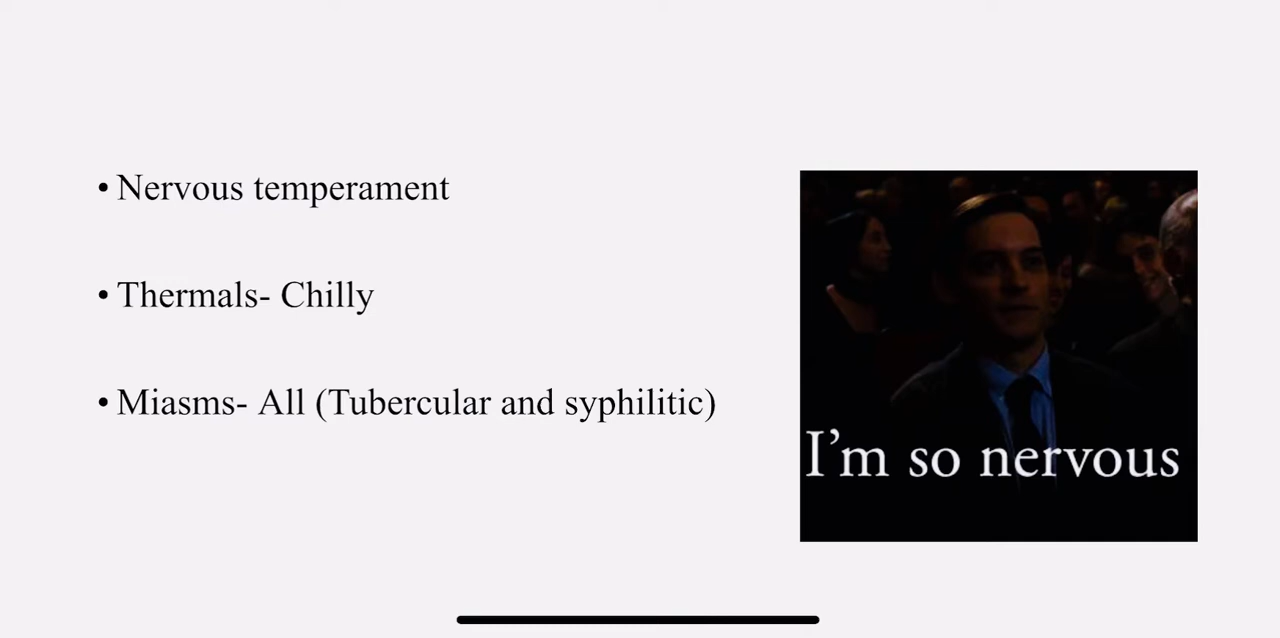 • Nervous temperament
• Thermals- Chilly
• Miasms- All (Tubercular and syphilitic)
I’m so nervous